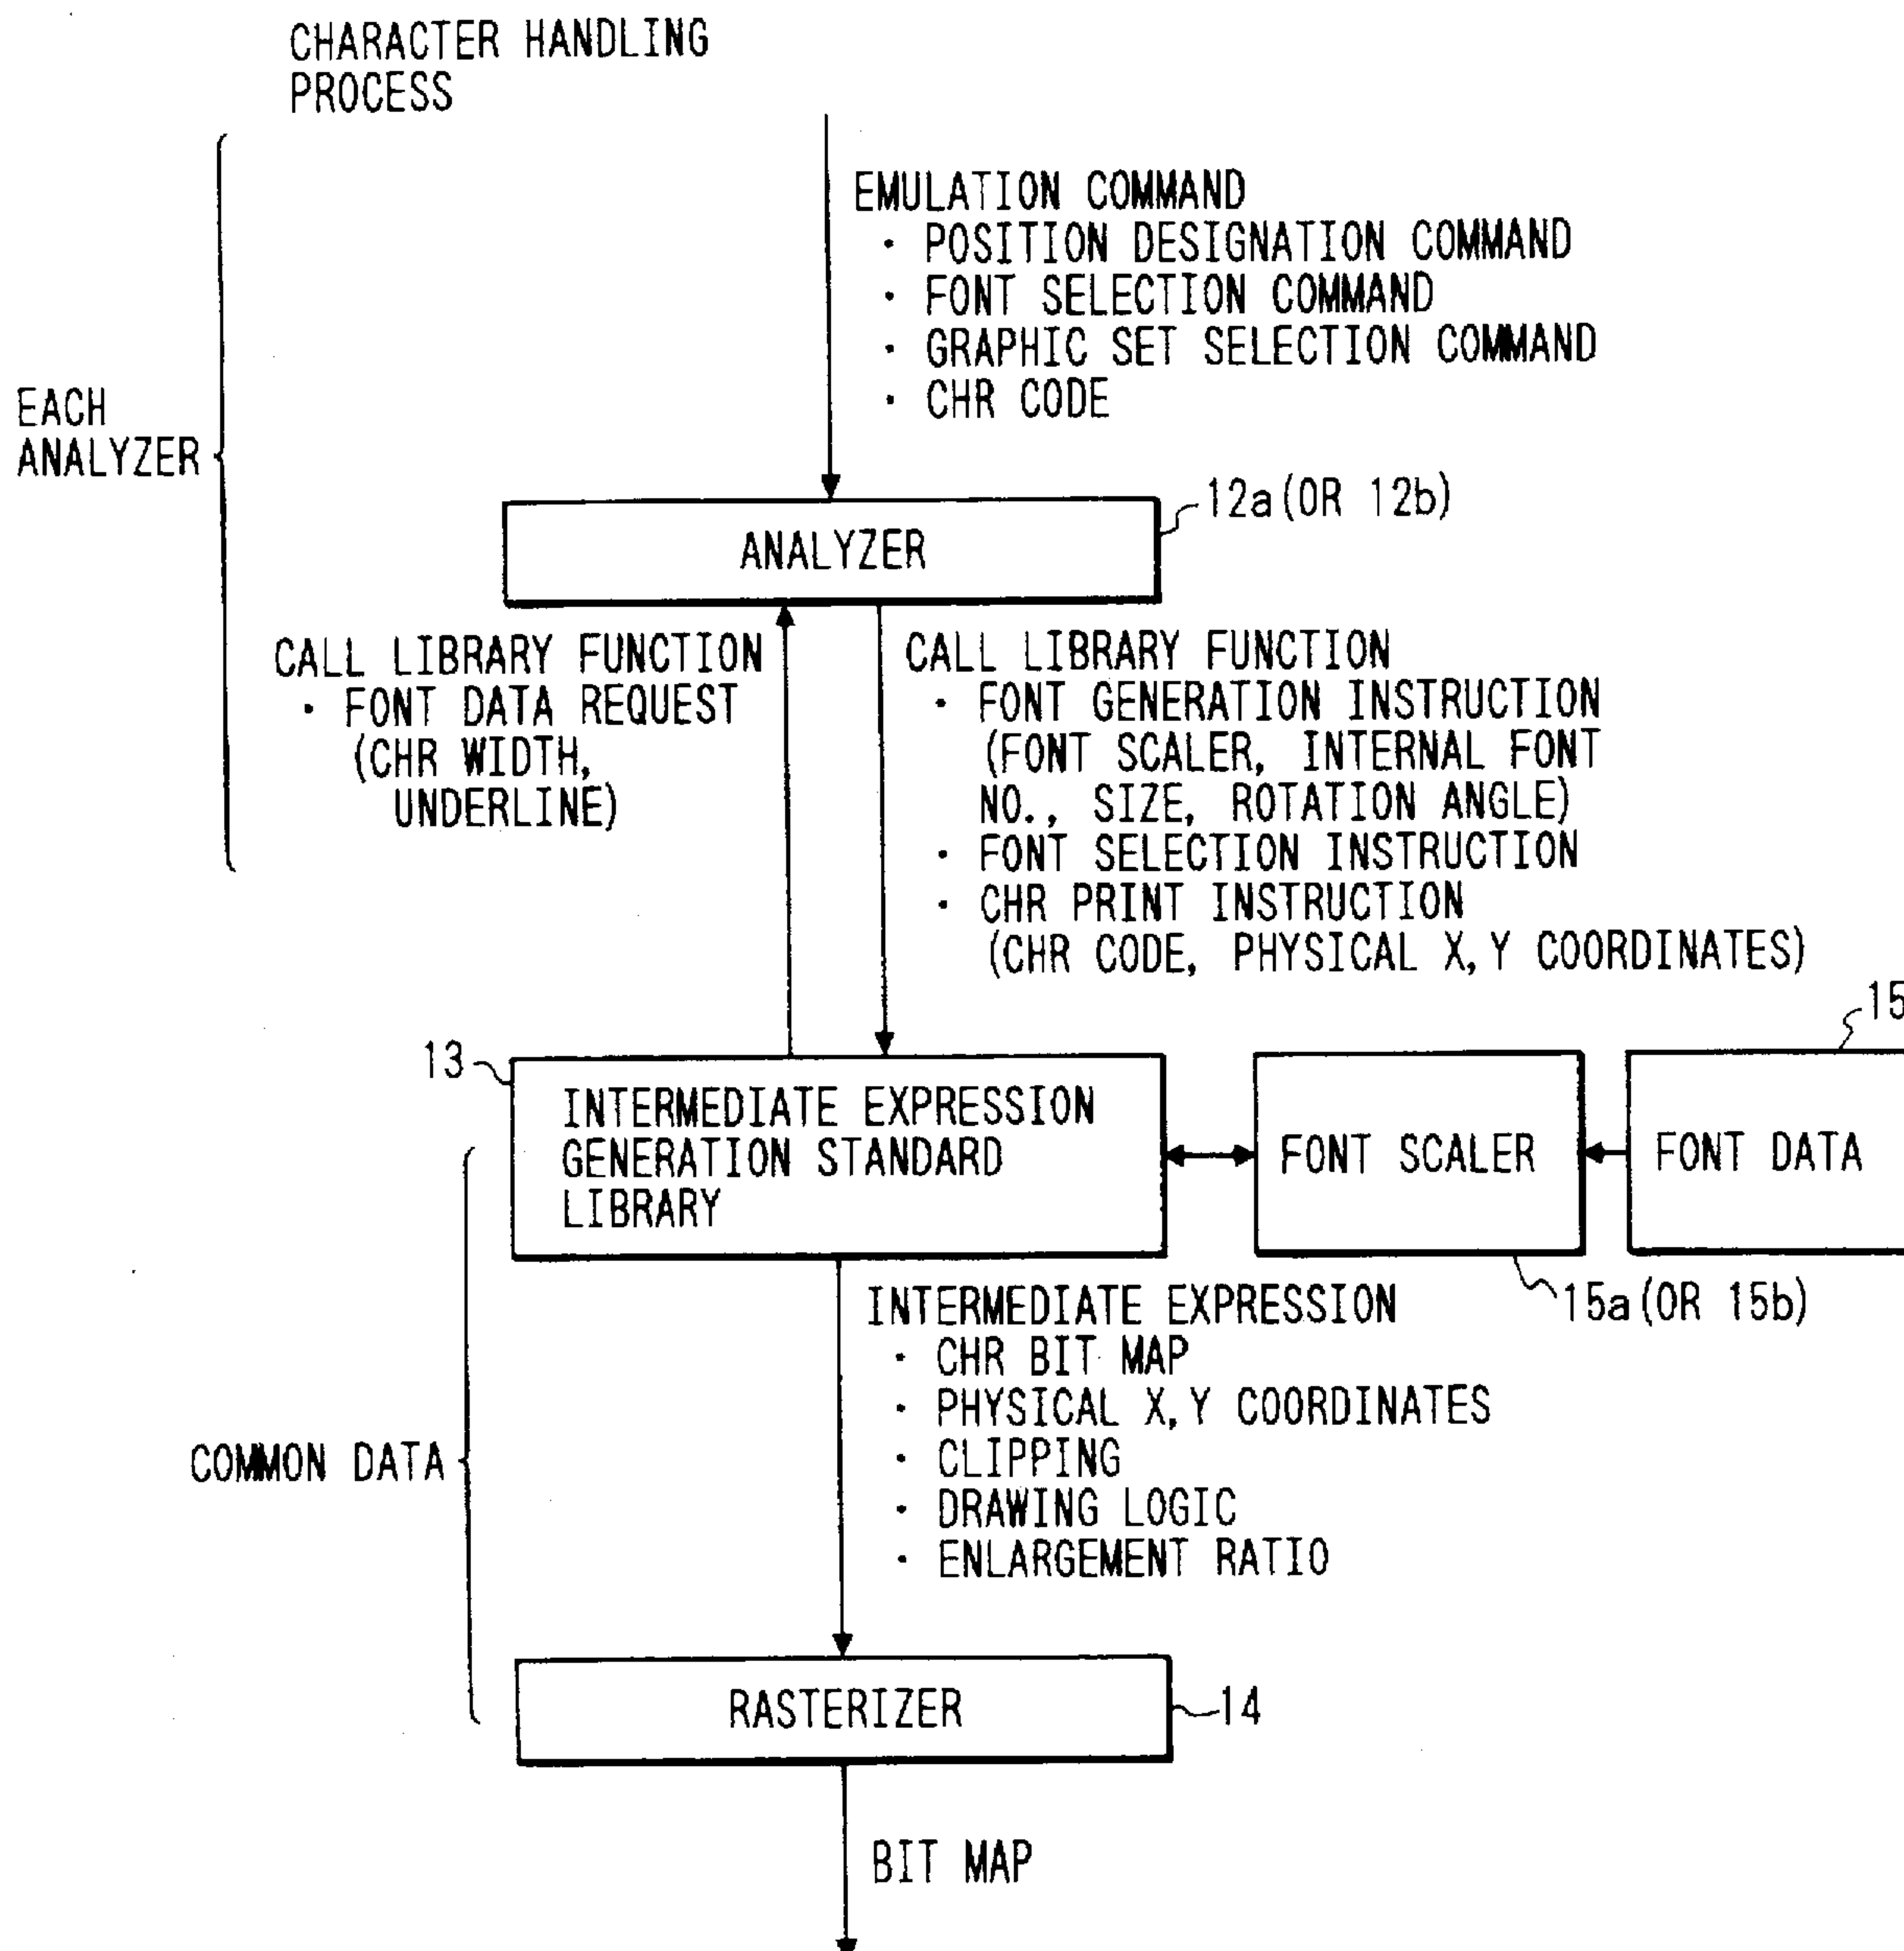 CHARACTER HANDLING
PROCESS
EMULATION COMMAND
· POSITION DESIGNATION COMMAND
· FONT SELECTION COMMAND
· GRAPHIC SET SELECTION COMMAND
· CHR CODE
EACH
ANALYZER
12a (OR 12b)
ANALYZER
CALL LIBRARY FUNCTION
· FONT DATA REQUEST
(CHR WIDTH,
UNDERLINE)
CALL LIBRARY FUNCTION
· FONT GENERATION INSTRUCTION
(FONT SCALER, INTERNAL FONT
NO., SIZE, ROTATION ANGLE)
· FONT SELECTION INSTRUCTION
· CHR PRINT INSTRUCTION
(CHR CODE, PHYSICAL X,Y COORDINATES)
13
INTERMEDIATE EXPRESSION
GENERATION STANDARD
LIBRARY
FONT SCALER
15a (OR 15b)
15
FONT DATA
INTERMEDIATE EXPRESSION
· CHR BIT MAP
· PHYSICAL X,Y COORDINATES
· CLIPPING
· DRAWING LOGIC
· ENLARGEMENT RATIO
COMMON DATA
RASTERIZER
14
BIT MAP